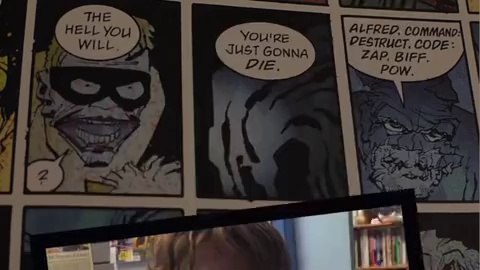 THE
HELL YOU
WILL.
?
YOU'RE
JUST GONNA
DIE.
ALFRED. COMMAND:
DESTRUCT. CODE:
ZAP. BIFF.
POW.